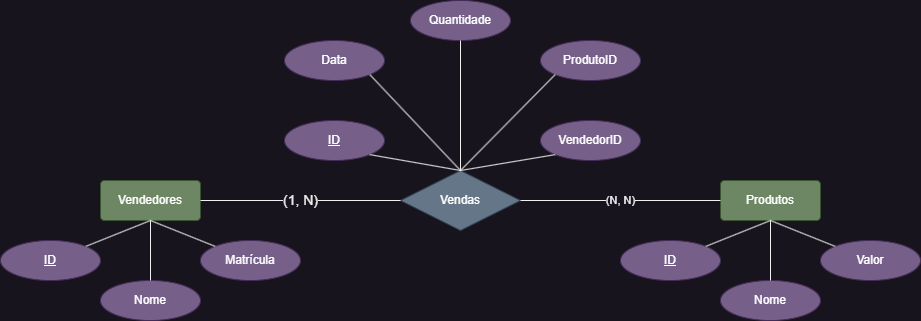 Quantidade
Data
ProdutoID
ID
VendedorID
Vendedores
(1, N)
Vendas
(N, N)
Produtos
ID
Matrícula
Nome
ID
Valor
Nome